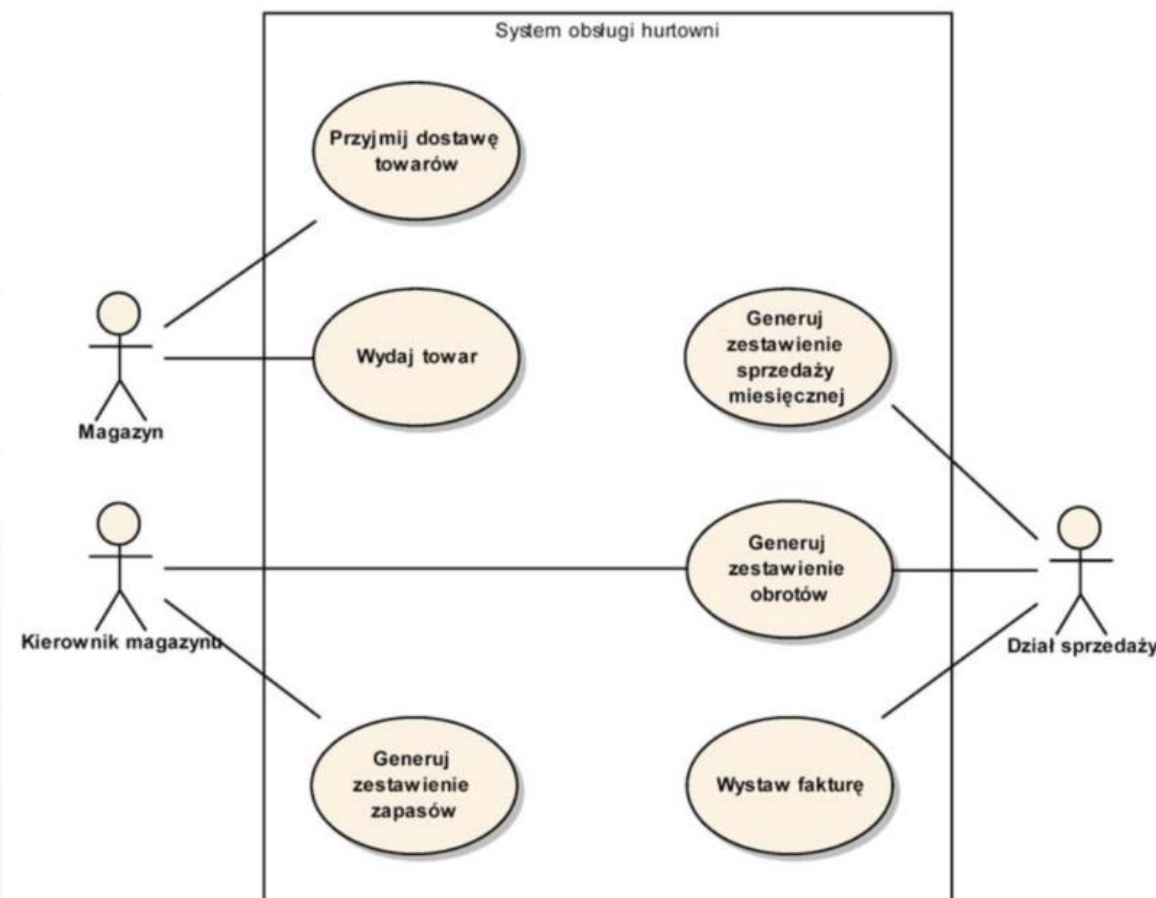 System obsługi hurtowni
Przyjmij dostawę
towarów
Wydaj towar
Generuj
zestawienie
sprzedaży
miesięcznej
Magazyn
Generuj
zestawienie
obrotów
Kierownik magazynu
Dział sprzedaży
Generuj
zestawienie
zapasów
Wystaw fakturę